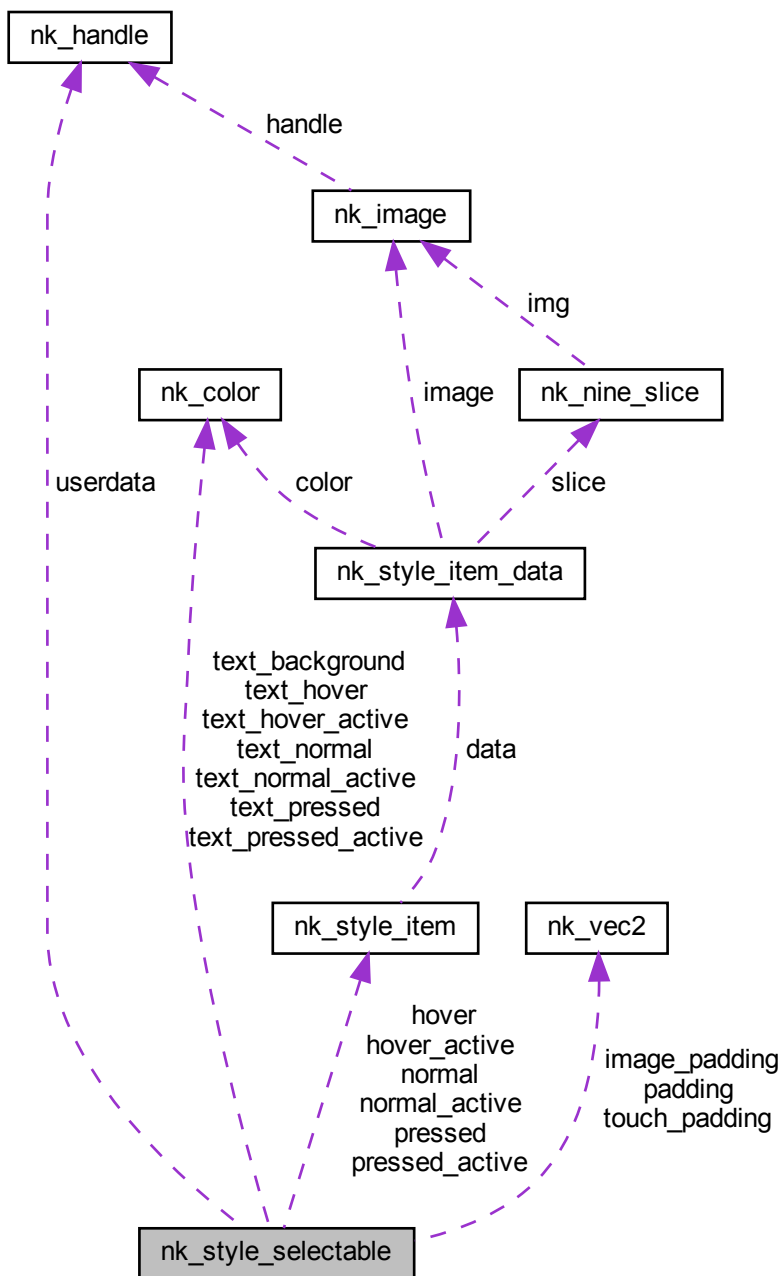 nk_handle
handle
nk_image
img
nk_color
image
nk_nine_slice
userdata
color
slice
nk_style_item_data
text_background
text_hover
text_hover_active
text_normal
text_normal_active
text_pressed
text_pressed_active
data
nk_style_item
nk_vec2
hover
hover_active
normal
normal_active
pressed
pressed_active
image_padding
padding
touch_padding
nk_style_selectable